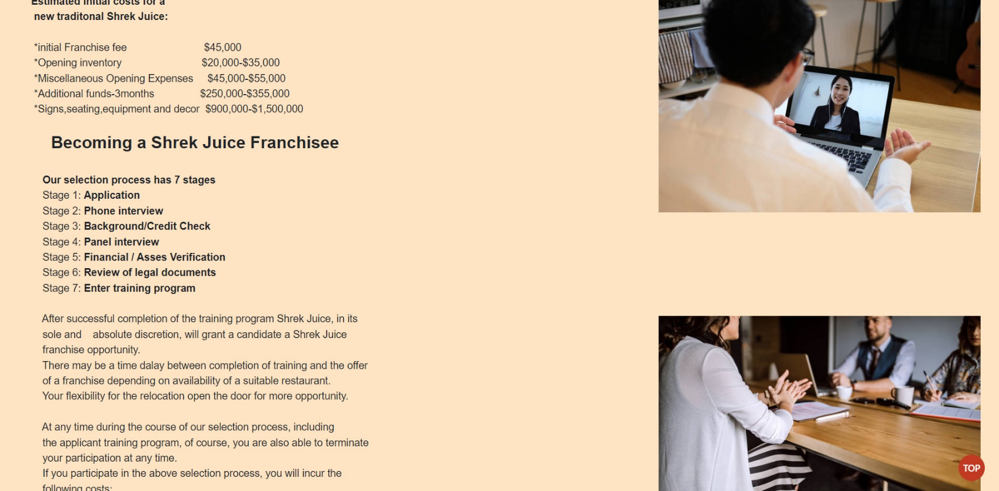 Estimated initial costs for a
new traditonal Shrek Juice:
*initial Franchise fee $45,000
*Opening inventory $20,000-$35,000
*Miscellaneous Opening Expenses $45,000-$55,000
*Additional funds-3months $250,000-$355,000
*Signs,seating,equipment and decor $900,000-$1,500,000
Becoming a Shrek Juice Franchisee
Our selection process has 7 stages
Stage 1: Application
Stage 2: Phone interview
Stage 3: Background/Credit Check
Stage 4: Panel interview
Stage 5: Financial / Asses Verification
Stage 6: Review of legal documents
Stage 7: Enter training program
After successful completion of the training program Shrek Juice, in its
sole and absolute discretion, will grant a candidate a Shrek Juice
franchise opportunity.
There may be a time dalay between completion of training and the offer
of a franchise depending on availability of a suitable restaurant.
Your flexibility for the relocation open the door for more opportunity.
At any time during the course of our selection process, including
the applicant training program, of course, you are also able to terminate
your participation at any time.
If you participate in the above selection process, you will incur the
following costs:
TOP